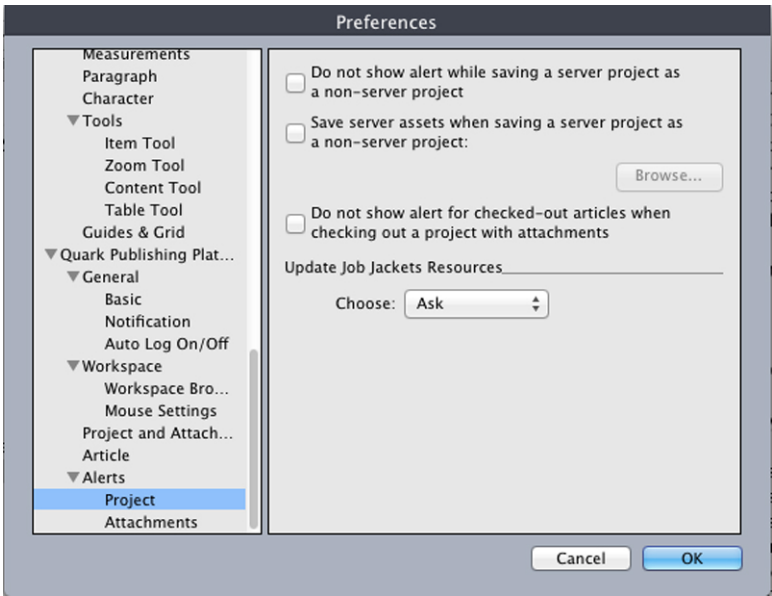 Preferences
Measurements
Paragraph
Character
Tools
Item Tool
Zoom Tool
Content Tool
Table Tool
Guides & Grid
Quark Publishing Plat...
General
Basic
Notification
Auto Log On/Off
Workspace
Workspace Bro...
Mouse Settings
Project and Attach...
Article
Alerts
Project
Attachments
Do not show alert while saving a server project as
a non-server project
Save server assets when saving a server project as
a non-server project:
Browse...
Do not show alert for checked-out articles when
checking out a project with attachments
Update Job Jackets Resources
Choose: Ask
Cancel OK